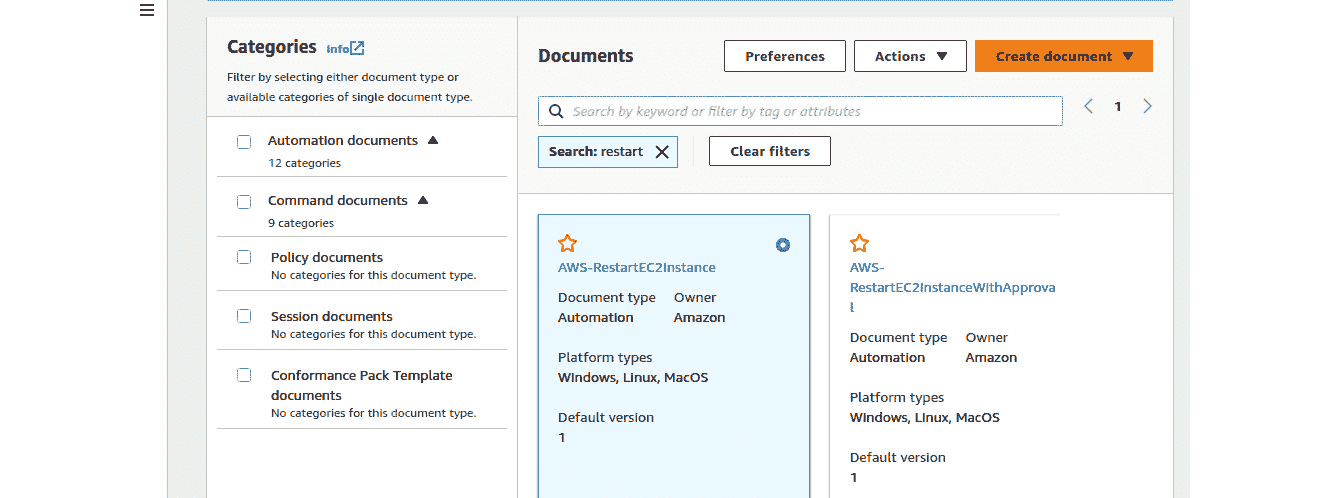 Categories Info
Filter by selecting either document type or
available categories of single document type.
Automation documents
12 categories
Command documents
9 categories
Policy documents
No categories for this document type.
Session documents
No categories for this document type.
Conformance Pack Template
documents
No categories for this document type.
Documents
Preferences
Actions
Create document
Search by keyword or filter by tag or attributes
1
Search: restart
Clear filters
AWS-RestartEC2Instance
Document type Owner
Automation Amazon
Platform types
Windows, Linux, MacOS
Default version
1
AWS-
RestartEC2InstanceWithApprova
l
Document type Owner
Automation Amazon
Platform types
Windows, Linux, MacOS
Default version
1